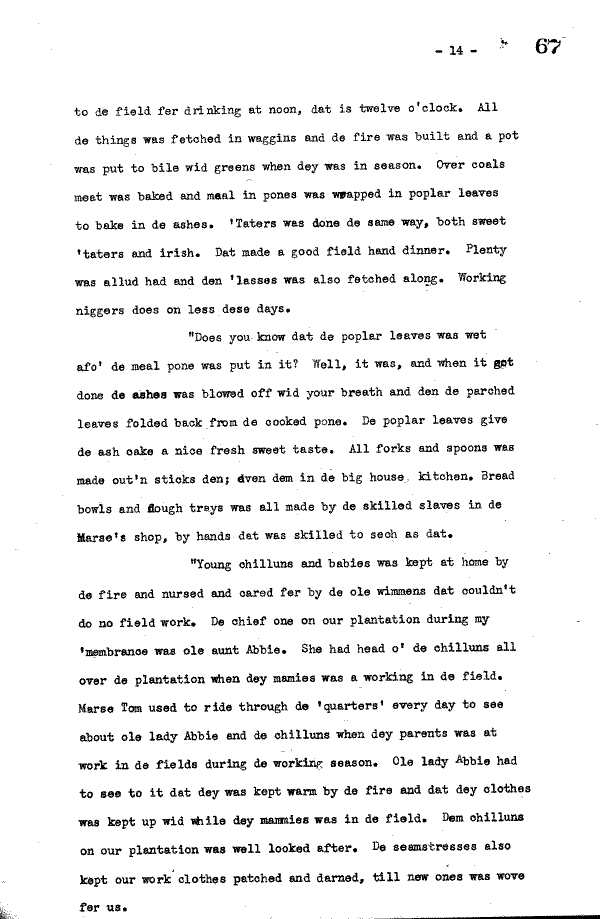 - 14 - 67
to de field fer drinking at noon, dat is twelve o'clock. All
de things was fetched in waggins and de fire was built and a pot
was put to bile wid greens when dey was in season. Over coals
meat was baked and meal in pones was wrapped in poplar leaves
to bake in de ashes. 'Taters was done de same way, both sweet
'taters and irish. Dat made a good field hand dinner. Plenty
was allud had and den 'lasses was also fetched along. Working
niggers does on less dese days.
"Does you know dat de poplar leaves was wet
afo' de meal pone was put in it? Well, it was, and when it got
done de ashes was blowed off wid your breath and den de parched
leaves folded back from de cooked pone. De poplar leaves give
de ash cake a nice fresh sweet taste. All forks and spoons was
made out'n sticks den; even dem in de big house kitchen. Bread
bowls and dough trays was all made by de skilled slaves in de
Marse's shop, by hands dat was skilled to sech as dat.
"Young chilluns and babies was kept at home by
de fire and nursed and cared fer by de ole wimmens dat couldn't
do no field work. De chief one on our plantation during my
'membrance was ole aunt Abbie. She had head o' de chilluns all
over de plantation when dey mamies was a working in de field.
Marse Tom used to ride through de 'quarters' every day to see
about ole lady Abbie and de chilluns when dey parents was at
work in de fields during de working season. Ole lady Abbie had
to see to it dat dey was kept warm by de fire and dat dey clothes
was kept up wid while dey mammies was in de field. Dem chilluns
on our plantation was well looked after. De seamstresses also
kept our work clothes patched and darned, till new ones was wove
fer us.